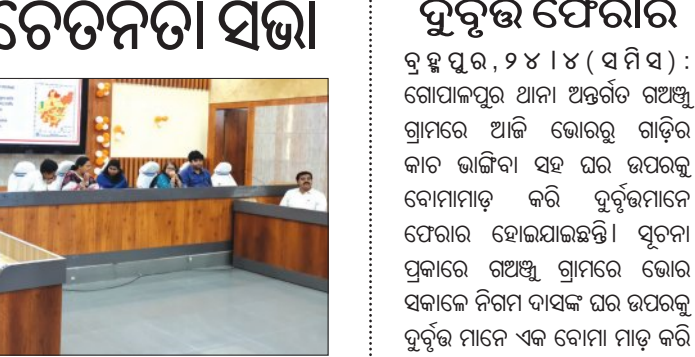 ଚେତନତା ସଭା
ଦୁର୍ବୃତ୍ତ ଫେରାର
ବ୍ରହ୍ମପୁର,୨୪।୪(ସମିସ):
ଗୋପାଳପୁର ଥାନା ଅନ୍ତର୍ଗତ ଗଅଞ୍ଜୁ
ଗ୍ରାମରେ ଆଜି ଭୋରରୁ ଗାଡ଼ିର
କାଚ ଭାଙ୍ଗିବା ସହ ଘର ଉପରକୁ
ବୋମାମାଡ଼ କରି ଦୁର୍ବୃତ୍ତମାନେ
ଫେରାର ହୋଇଯାଇଛନ୍ତି। ସୂଚନା
ପ୍ରକାରେ ଗଅଞ୍ଜୁ ଗ୍ରାମରେ ଭୋର
ସକାଳେ ନିଗମ ଦାସଙ୍କ ଘର ଉପରକୁ
ଦୁର୍ବୃତ୍ତ ମାନେ ଏକ ବୋମା ମାଡ଼ କରି